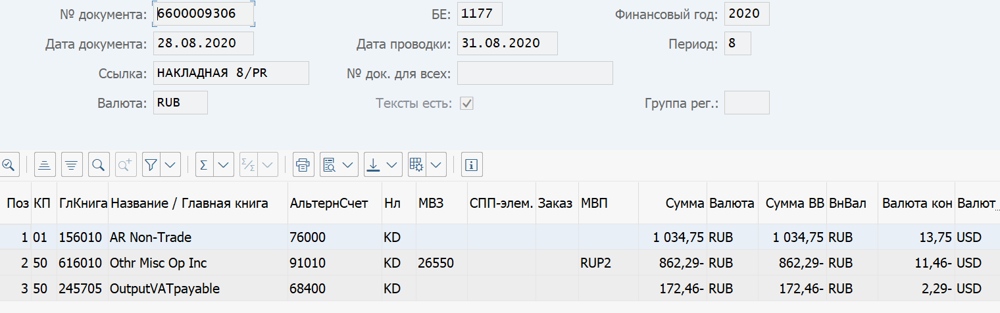 № документа: 6600009306 БЕ: 1177 Финансовый год: 2020
Дата документа: 28.08.2020 Дата проводки: 31.08.2020 Период: 8
Ссылка: НАКЛАДНАЯ 8/PR № док. для всех:
Валюта: RUB Тексты есть: Группа рег.:
Поз КП ГлКнига Название / Главная книга АльтернСчет Нл МВЗ СПП-элем. Заказ МВП Сумма Валюта Сумма ВВ ВнВал Валюта кон Валют
1 01 156010 AR Non-Trade 76000 KD 1 034,75 RUB 1 034,75 RUB 13,75 USD
2 50 616010 Othr Misc Op Inc 91010 KD 26550 RUP2 862,29- RUB 862,29- RUB 11,46- USD
3 50 245705 OutputVATpayable 68400 KD 172,46- RUB 172,46- RUB 2,29- USD